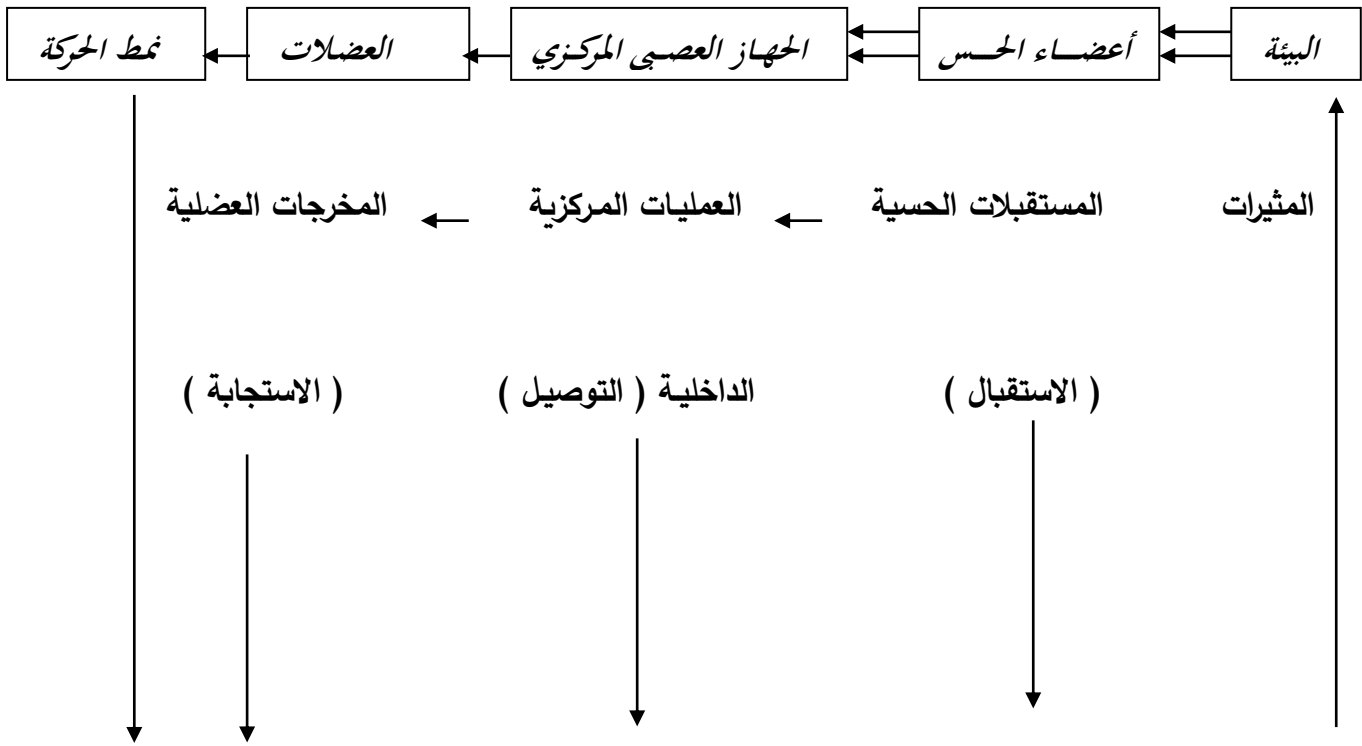 البيئة أعضاء الحس الجهاز العصبي المركزي العضلات نمط الحركة
المثيرات المستقبلات الحسية العمليات المركزية المخرجات العضلية
( الاستقبال ) الداخلية ( التوصيل ) ( الاستجابة )